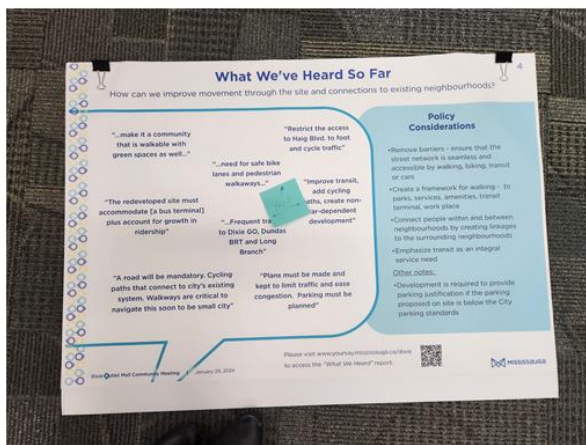 4
What We've Heard So Far
How can we improve movement through the site and connections to existing neighbourhoods?
"...make it a community
that is walkable with
green spaces as well..."
"Restrict the access
to Haig Blvd. to foot
and cycle traffic"
"...need for safe bike
lanes and pedestrian
walkways..."
"The redeveloped site must
accommodate [a bus terminal]
plus account for growth in
ridership"
"Improve transit,
add cycling
create non-
development"
"...Frequent
to Dixie GO, Dundas
BRT and Long
Branch"
"A road will be mandatory. Cycling
paths that connect to city's existing
system. Walkways are critical to
navigate this soon to be small city"
"Plans must be made and
kept to limit traffic and ease
congestion. Parking must be
planned"
Policy
Considerations
•Remove barriers - ensure that the
street network is seamless and
accessible by walking, biking, transit
or cars
•Create a framework for walking - to
parks, services, amenities, transit
terminal, work place
•Connect people within and between
neighbourhoods by creating linkages
to the surrounding neighbourhoods
•Emphasize transit as an integral
service need
Other notes:
•Development is required to provide
parking justification if the parking
proposed on site is below the City
parking standards
Dixie Outlet Mall Community Meeting
January 29, 2024
Please visit www.yoursay.mississauga.ca/dixie
to access the "What We Heard" report.
MISSISSAUGA